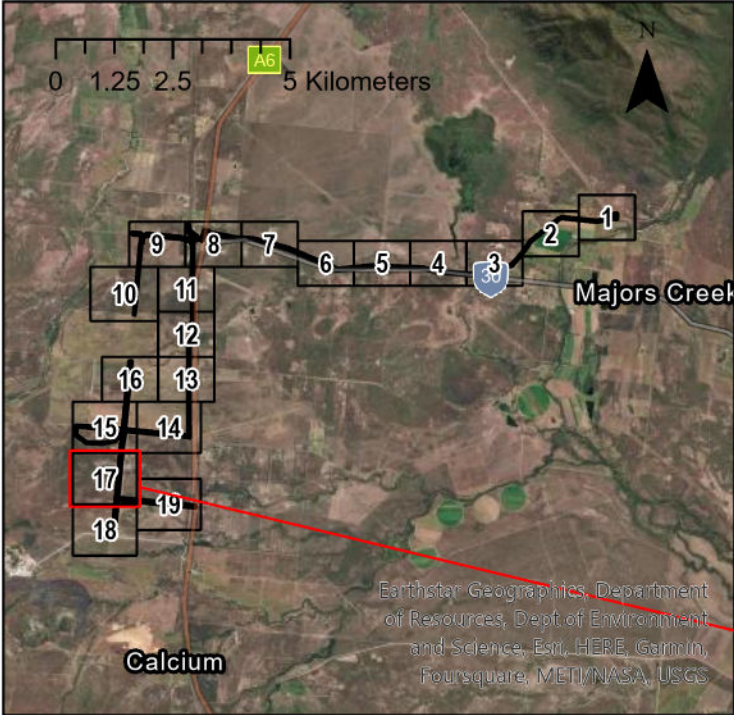 N
A6
0 1.25 2.5 5 Kilometers
1
2
9 8 7
6 5 4 3
30
10 11
Majors Creek
12
16 13
15 14
17
19
18
Earthstar Geographics, Department
of Resources, Dept of Environment
and Science, Esri, HERE, Garmin,
Foursquare, METI/NASA, USGS
Calcium